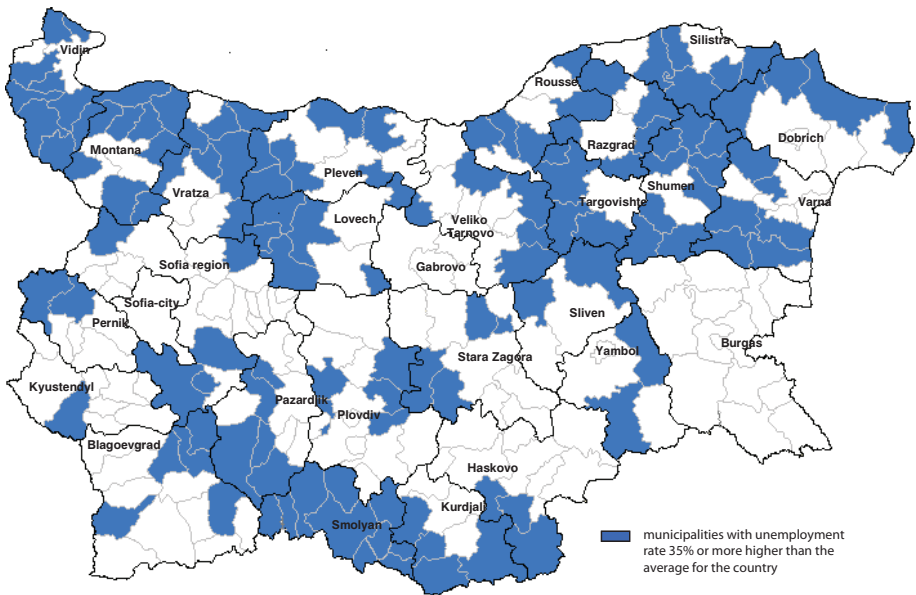 Vidin
Silistra
Rousse
Dobrich
Montana
Razgrad
Pleven
Vratza
Shumen
Targovishte
Varna
Lovech
Veliko
Tarnovo
Sofia region
Gabrovo
Sofia-city
Pernik
Sliven
Burgas
Yambol
Stara Zagora
Kyustendyl
Pazardjik
Plovdiv
Blagoevgrad
Haskovo
Kurdjali
Smolyan
municipalities with unemployment
rate 35% or more higher than the
average for the country